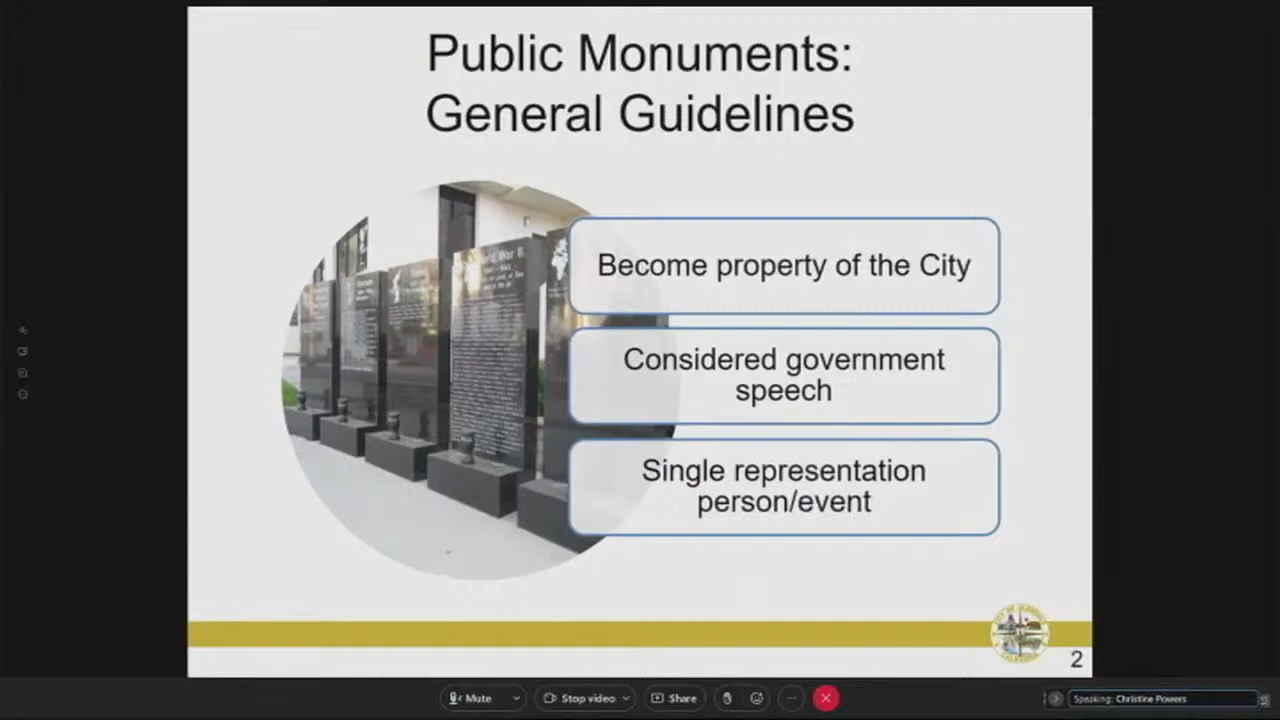 Public Monuments:
General Guidelines
Become property of the City
Considered government
speech
Single representation
person/event
2
Mute
Stop video
Share
Speaking: Christine Powers